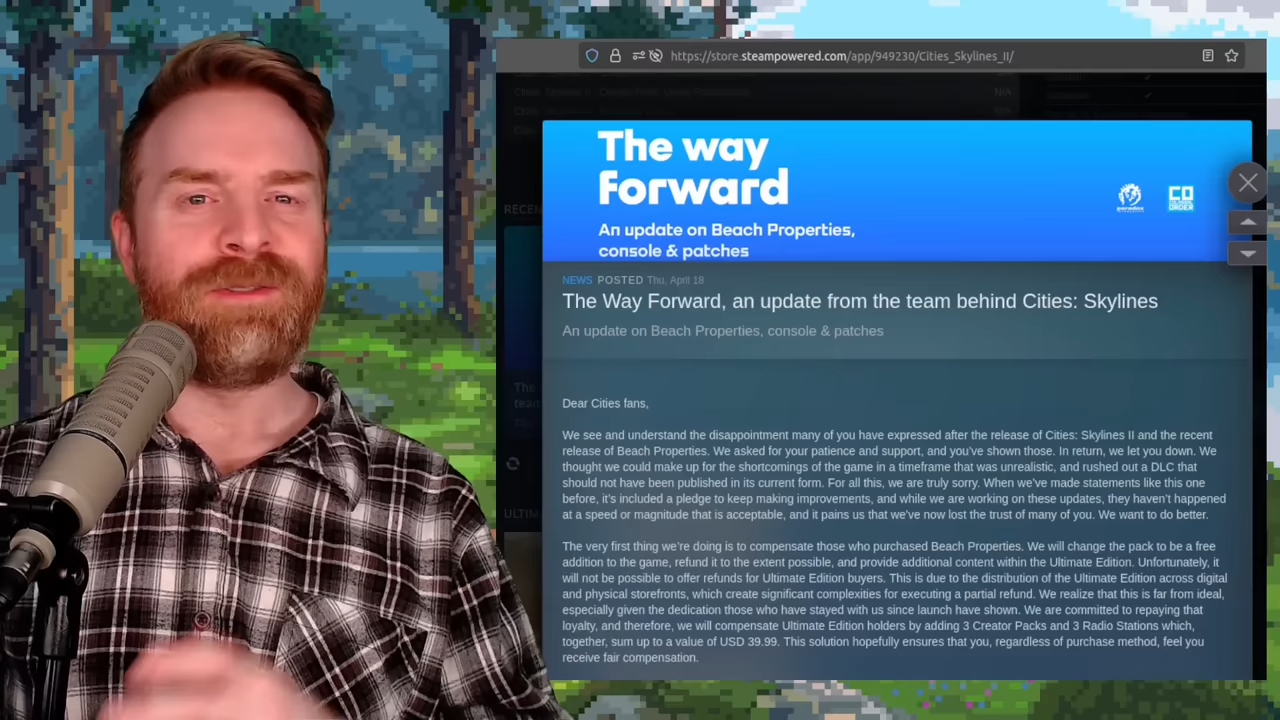 https://store.steampowered.com/app/949230/Cities_Skylines_II/
N/A
RECEN
The way
Forward
An update on Beach Properties,
console & patches
paradox
CO
ORDER
NEWS POSTED Thu, April 18
The Way Forward, an update from the team behind Cities: Skylines
An update on Beach Properties, console & patches
The
team
Dear Cities fans,
We see and understand the disappointment many of you have expressed after the release of Cities: Skylines II and the recent
release of Beach Properties. We asked for your patience and support, and you've shown those. In return, we let you down. We
thought we could make up for the shortcomings of the game in a timeframe that was unrealistic, and rushed out a DLC that
should not have been published in its current form. For all this, we are truly sorry. When we've made statements like this one
before, it's included a pledge to keep making improvements, and while we are working on these updates, they haven't happened
at a speed or magnitude that is acceptable, and it pains us that we've now lost the trust of many of you. We want to do better.
ULTIM
The very first thing we're doing is to compensate those who purchased Beach Properties. We will change the pack to be a free
addition to the game, refund it to the extent possible, and provide additional content within the Ultimate Edition. Unfortunately, it
will not be possible to offer refunds for Ultimate Edition buyers. This is due to the distribution of the Ultimate Edition across digital
and physical storefronts, which create significant complexities for executing a partial refund. We realize that this is far from ideal,
especially given the dedication those who have stayed with us since launch have shown. We are committed to repaying that
loyalty, and therefore, we will compensate Ultimate Edition holders by adding 3 Creator Packs and 3 Radio Stations which,
together, sum up to a value of USD 39.99. This solution hopefully ensures that you, regardless of purchase method, feel you
receive fair compensation.